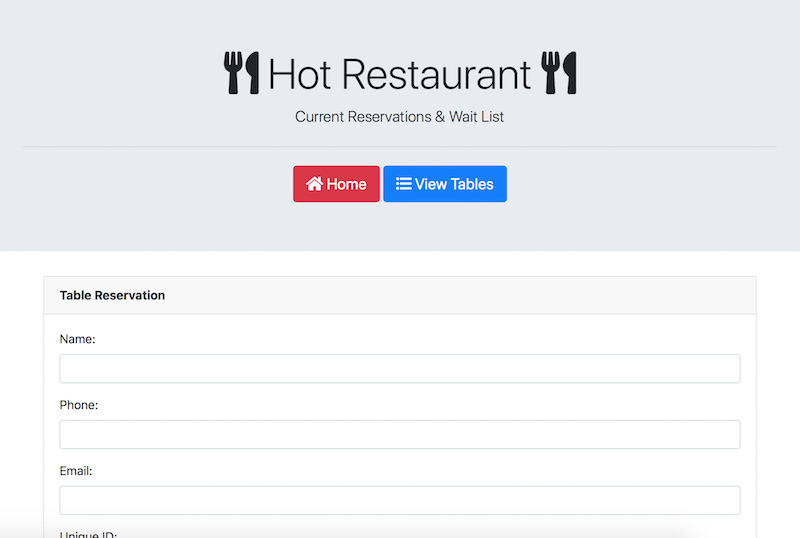 Hot Restaurant
Current Reservations & Wait List
Home View Tables
Table Reservation
Name:
Phone:
Email:
Unique ID: